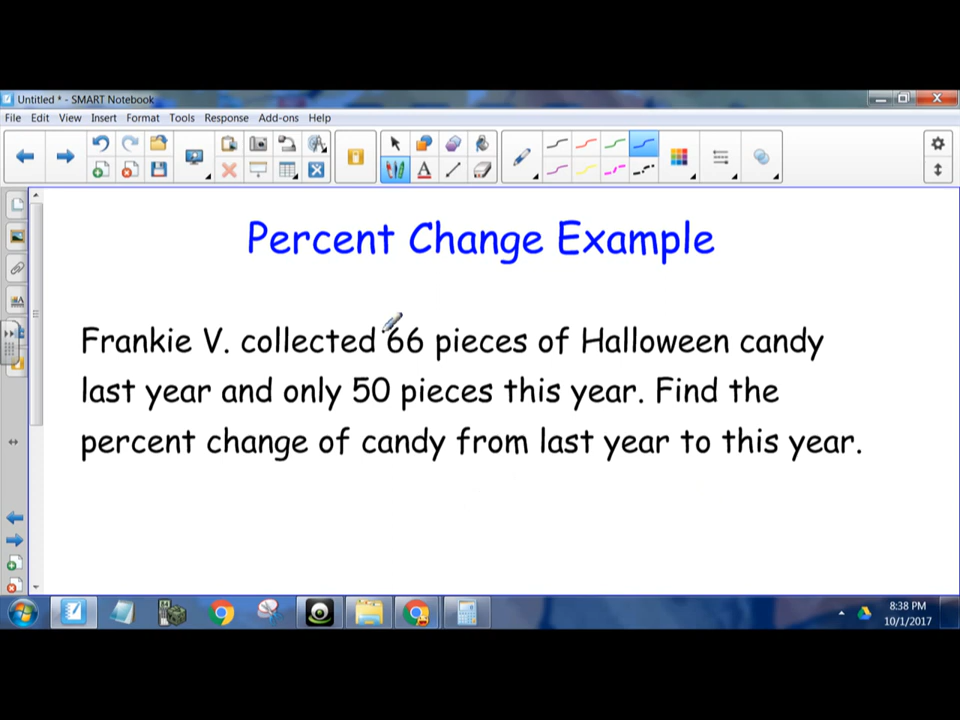 Untitled * - SMART Notebook
File Edit View Insert Format Tools Response Add-ons Help
Percent Change Example
Frankie V. collected 66 pieces of Halloween candy
last year and only 50 pieces this year. Find the
percent change of candy from last year to this year.
8:38 PM
10/1/2017